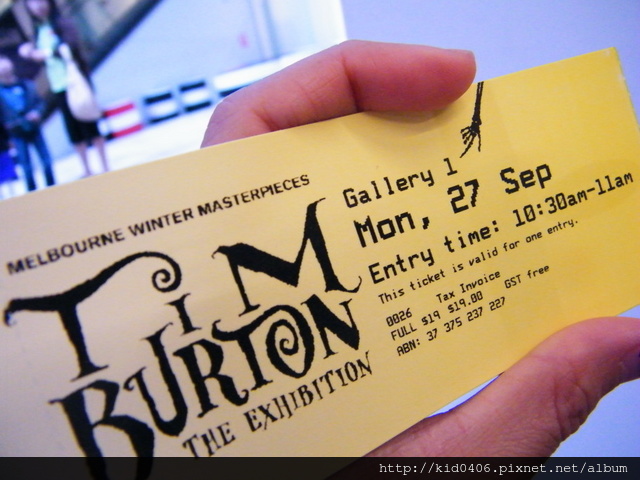 MELBOURNE WINTER MASTERPIECES
TiM
BURTON
THE EXHIBITION
Gallery 1
Mon, 27 Sep
Entry time: 10:30am-11am
This ticket is valid for one entry.
0026 Tax Invoice
FULL $19 $19.00 GST free
ABN: 37 375 237 227
http://kid0406.pixnet.net/album